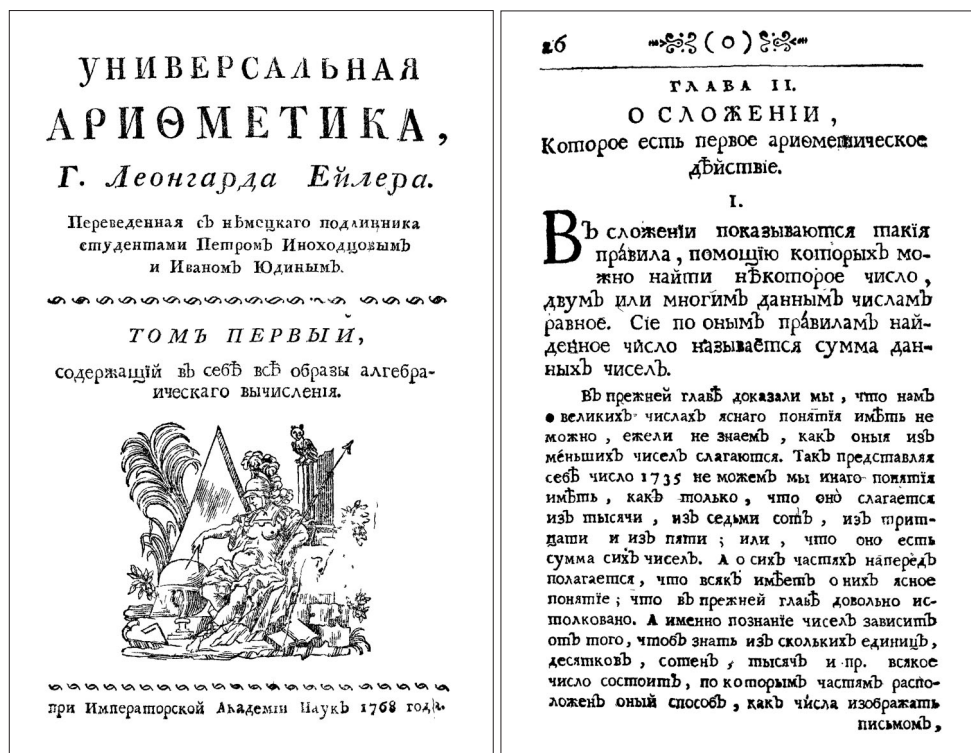 УНИВЕРСАЛЬНАЯ
АРИѲМЕТИКА,
Г. Леонгарда Ейлера.
Переведенная съ нѣмецкаго подлинника
студентами Петромъ Иноходцовымъ
и Иваномъ Юдинымъ.
ТОМЪ ПЕРВЫЙ,
содержащій въ себѣ всѣ образы алгебра-
ическаго вычисленія.
при Императорской Академіи Наукъ 1768 года.
26 (0)
ГЛАВА II.
О СЛОЖЕНІИ,
Которое есть первое ариѳметическое
дѣйствіе.
I.
Въ сложеніи показываются такія
прáвила, помощію которыхъ мо-
жно найти нѣкоторое число,
двумъ или многимъ даннымъ числамъ
равное. Сіе по онымъ прáвиламъ най-
денное число называется сумма дан-
ныхъ чиселъ.
Въ прежней главѣ доказали мы, что намъ
о великихъ числахъ яснаго понятія имѣть не
можно, ежели не знаемъ, какъ оныя изъ
мéньшихъ чиселъ слагаются. Такъ представляя
себѣ число 1735 не можемъ мы инаго понятія
имѣть, какъ только, что онó слагается
изъ тысячи, изъ седьми сотъ, изъ трит-
цати и изъ пяти; или, что оно есть
сумма сихъ чиселъ. А о сихъ частяхъ напередъ
полагается, что всякъ имѣетъ о нихъ ясное
понятіе; что въ прежней главѣ довольно ис-
толковано. А именно познаніе чиселъ зависитъ
отъ того, чтобъ знать изъ сколькихъ единицъ,
десятковъ, сотенъ, тысячъ и пр. всякое
число состоитъ, по которымъ частямъ распо-
ложенъ оный способъ, какъ числа изображать
письмомъ,